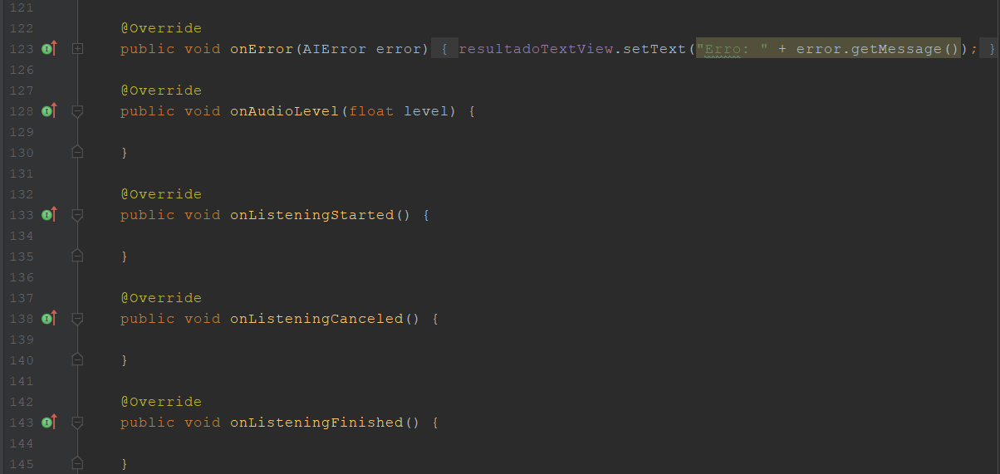 121
122 @Override
123 public void onError(AIError error) { resultadoTextView.setText("Erro: " + error.getMessage()); }
126
127 @Override
128 public void onAudioLevel(float level) {
129
130 }
131
132 @Override
133 public void onListeningStarted() {
134
135 }
136
137 @Override
138 public void onListeningCanceled() {
139
140 }
141
142 @Override
143 public void onListeningFinished() {
144
145 }